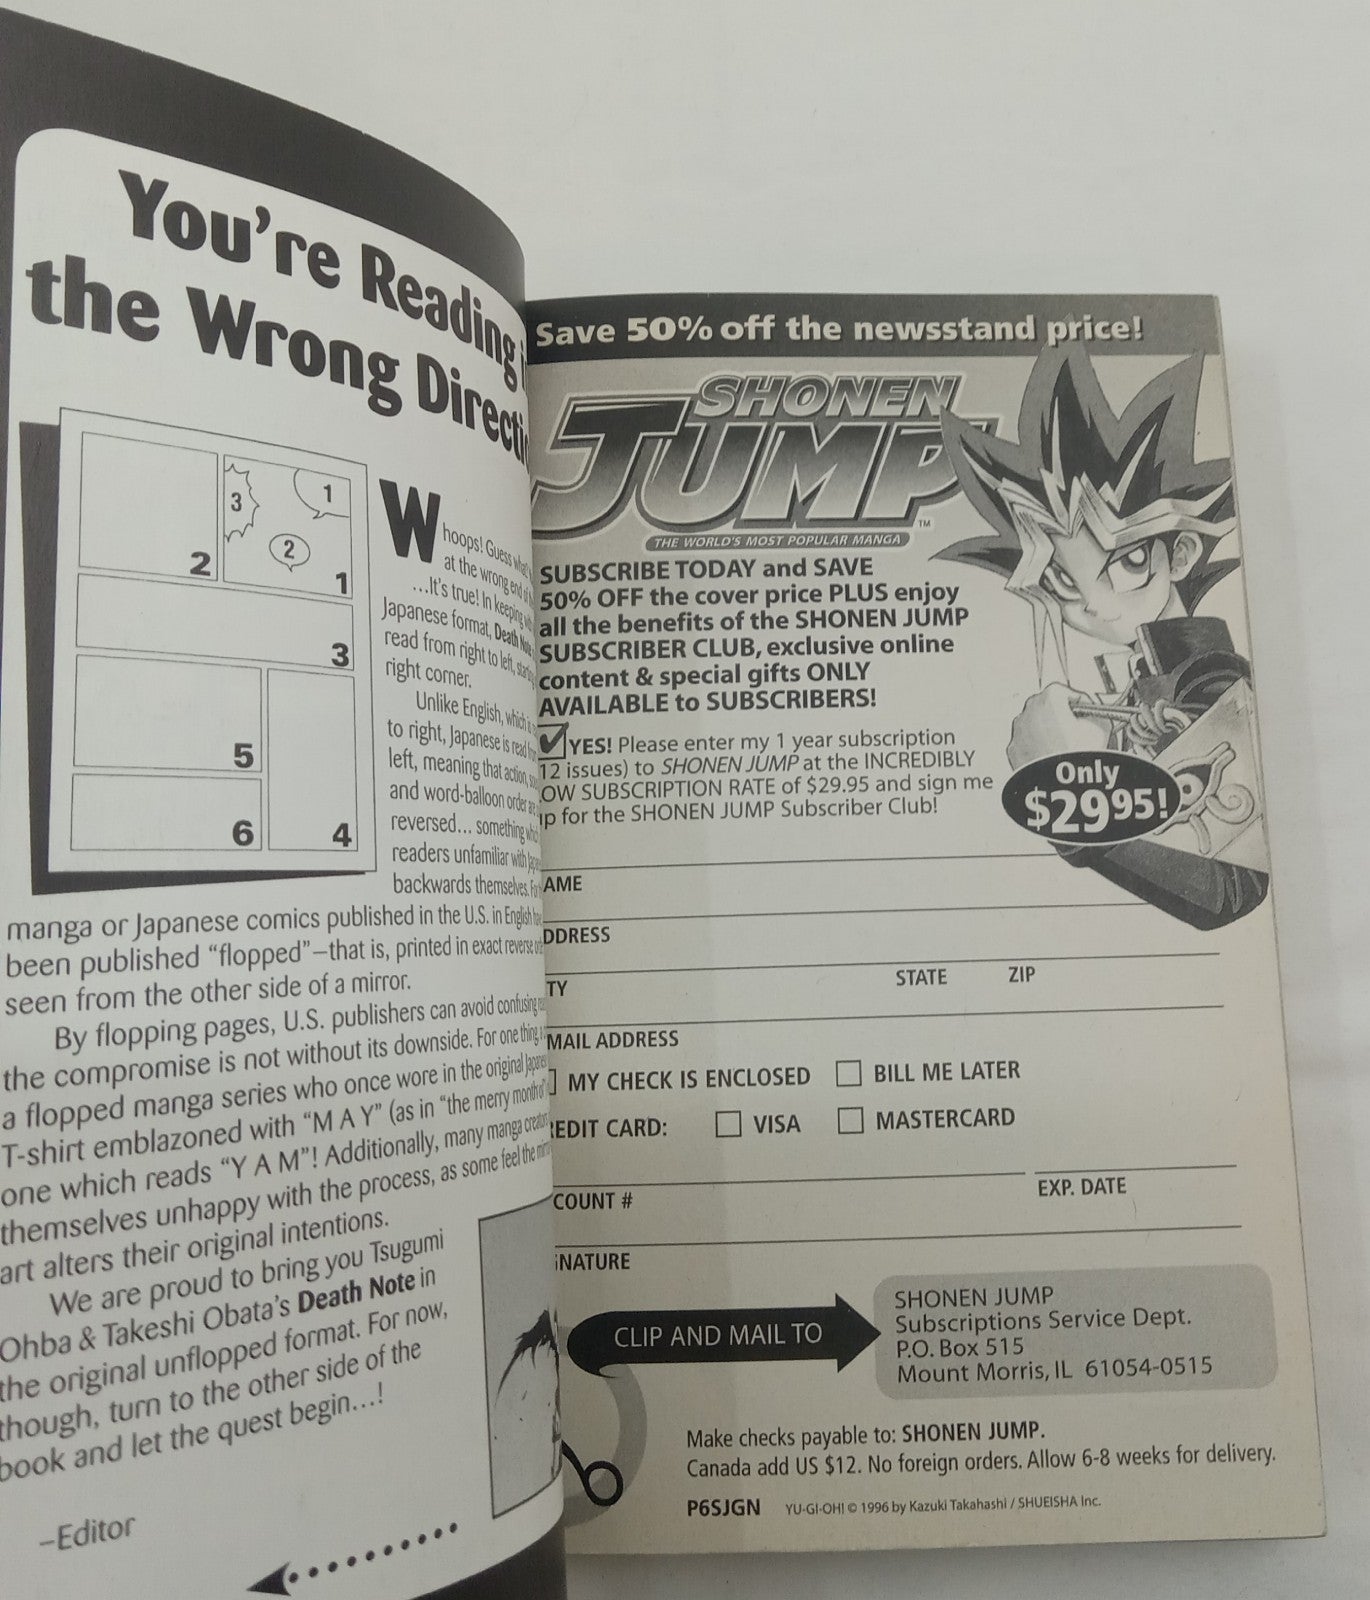 You're Reading
the Wrong
2
3
1
2
1
3
5
6
4
Whoops! Guess
at the wrong end
...It's true! In keeping
Japanese format, Death Note
read from right to left,
right corner.
Unlike English, which is
to right, Japanese is read
left, meaning that action,
and word-balloon order are
reversed... something
readers unfamiliar with
backwards themselves. For
manga or Japanese comics published in the U.S. in English
been published “flopped”–that is, printed in exact reverse
seen from the other side of a mirror.
By flopping pages, U.S. publishers can avoid confusing
the compromise is not without its downside. For one thing, a
a flopped manga series who once wore in the original
T-shirt emblazoned with “M A Y” (as in “the merry month of”
one which reads “Y A M”! Additionally, many manga
themselves unhappy with the process, as some feel the
art alters their original intentions.
We are proud to bring you Tsugumi
Ohba & Takeshi Obata's Death Note in
the original unflopped format. For now,
though, turn to the other side of the
book and let the quest begin...!
–Editor
Save 50% off the newsstand price!
SHONEN
JUMP
™
THE WORLD'S MOST POPULAR MANGA
SUBSCRIBE TODAY and SAVE
50% OFF the cover price PLUS enjoy
all the benefits of the SHONEN JUMP
SUBSCRIBER CLUB, exclusive online
content & special gifts ONLY
AVAILABLE to SUBSCRIBERS!
YES! Please enter my 1 year subscription
12 issues) to SHONEN JUMP at the INCREDIBLY
OW SUBSCRIPTION RATE of $29.95 and sign me
p for the SHONEN JUMP Subscriber Club!
Only
$29.95!
AME
DDRESS
TY STATE ZIP
MAIL ADDRESS
MY CHECK IS ENCLOSED BILL ME LATER
EDIT CARD: VISA MASTERCARD
COUNT # EXP. DATE
NATURE
CLIP AND MAIL TO
SHONEN JUMP
Subscriptions Service Dept.
P.O. Box 515
Mount Morris, IL 61054-0515
Make checks payable to: SHONEN JUMP.
Canada add US $12. No foreign orders. Allow 6-8 weeks for delivery.
P6SJGN YU-GI-OH! © 1996 by Kazuki Takahashi / SHUEISHA Inc.